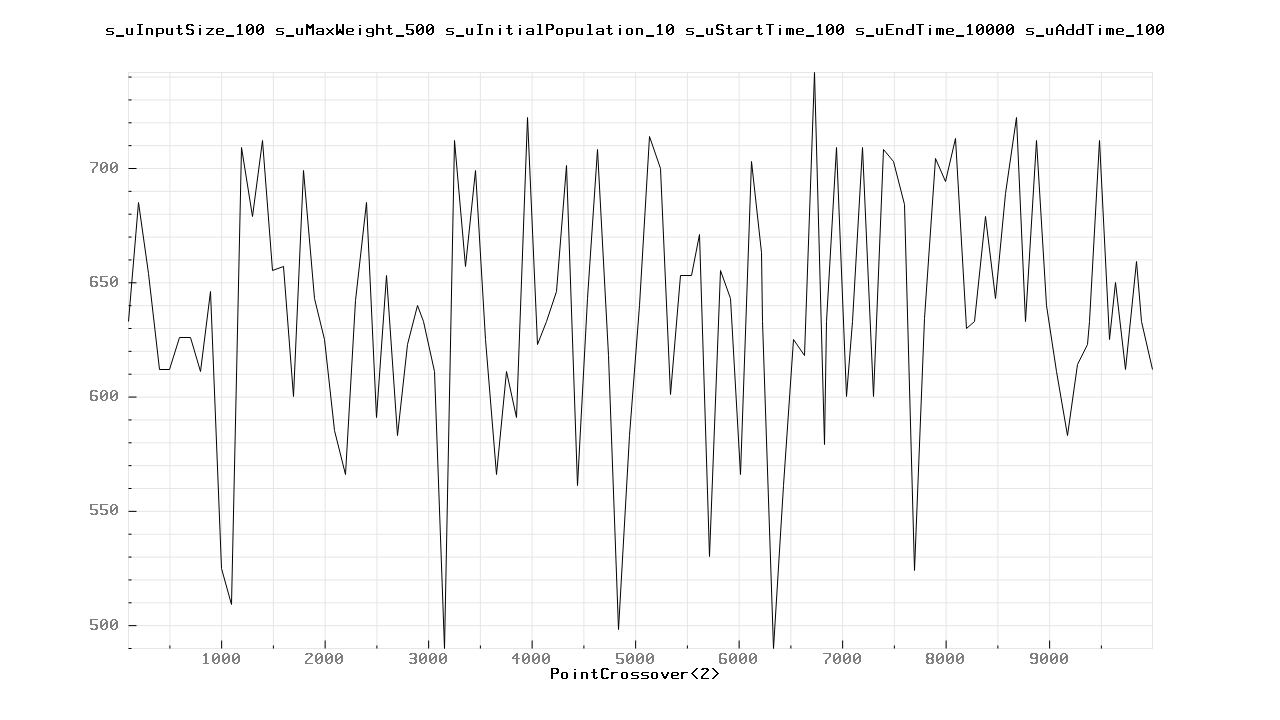 s_uInputSize_100 s_uMaxWeight_500 s_uInitialPopulation_10 s_uStartTime_100 s_uEndTime_10000 s_uAddTime_100
700
650
600
550
500
1000 2000 3000 4000 5000 6000 7000 8000 9000
PointCrossover<2>